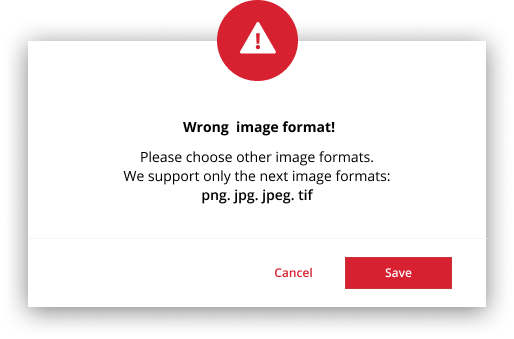 Wrong  image format!
Please choose other image formats.
We support only the next image formats:
png. jpg. jpeg. tif
Cancel
Save